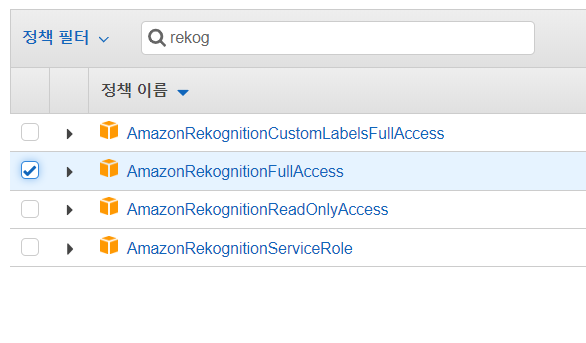 정책 필터
rekog
정책 이름
AmazonRekognitionCustomLabelsFullAccess
AmazonRekognitionFullAccess
AmazonRekognitionReadOnlyAccess
AmazonRekognitionServiceRole